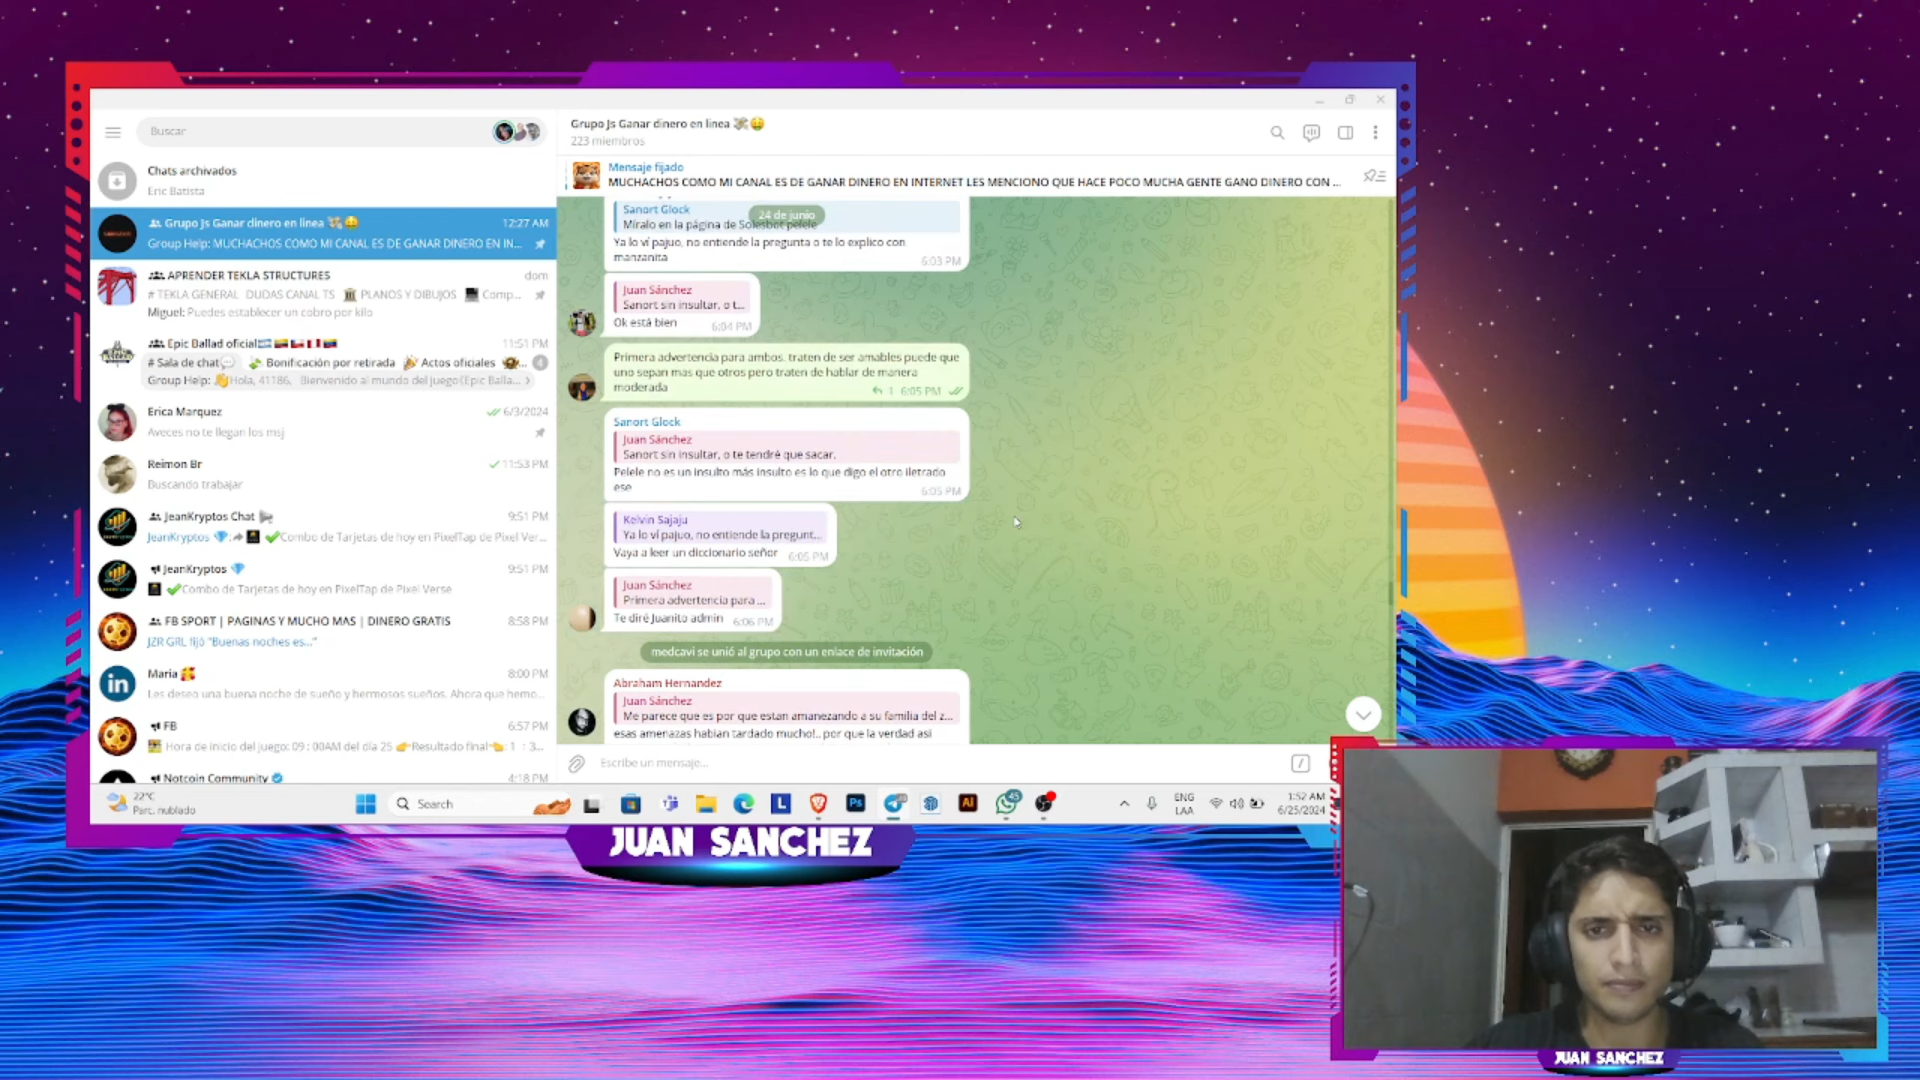 Buscar
Chats archivados
Eric Batista
Grupo Js Ganar dinero en linea 12:27 AM
Group Help: MUCHACHOS COMO MI CANAL ES DE GANAR DINERO EN IN...
APRENDER TEKLA STRUCTURES dom
# TEKLA GENERAL DUDAS CANAL TS PLANOS Y DIBUJOS Comp...
Miguel: Puedes establecer un cobro por kilo
Epic Ballad oficial 11:51 PM
# Sala de chat Bonificación por retirada Actos oficiales ... 4
Group Help: Hola, 41186, Bienvenido al mundo del juego(Epic Balla...
Erica Marquez 6/3/2024
Aveces no te llegan los msj
Reimon Br 11:53 PM
Buscando trabajar
JeanKryptos Chat 9:51 PM
JeanKryptos : Combo de Tarjetas de hoy en PixelTap de Pixel Ver...
JeanKryptos 9:51 PM
Combo de Tarjetas de hoy en PixelTap de Pixel Verse
FB SPORT | PAGINAS Y MUCHO MAS | DINERO GRATIS 8:58 PM
JZR GRL fijó "Buenas noches es..."
Maria 8:00 PM
Les deseo una buena noche de sueño y hermosos sueños. Ahora que hemo...
FB 6:57 PM
Hora de inicio del juego: 09:00AM del día 25 Resultado final : 1 : 3...
Notcoin Community 4:18 PM
Grupo Js Ganar dinero en linea
223 miembros
Mensaje fijado
MUCHACHOS COMO MI CANAL ES DE GANAR DINERO EN INTERNET LES MENCIONO QUE HACE POCO MUCHA GENTE GANO DINERO CON ...
24 de junio
Sanort Glock
Míralo en la página de Solesbot pelele
Ya lo ví pajuo, no entiende la pregunta o te lo explico con
manzanita 6:03 PM
Juan Sánchez
Sanort sin insultar, o t...
Ok está bien 6:04 PM
Primera advertencia para ambos. traten de ser amables puede que
uno sepan mas que otros pero traten de hablar de manera
moderada 1 6:05 PM
Sanort Glock
Juan Sánchez
Sanort sin insultar, o te tendré que sacar.
Pelele no es un insulto más insulto es lo que digo el otro iletrado
ese 6:05 PM
Kelvin Sajaju
Ya lo ví pajuo, no entiende la pregunt...
Vaya a leer un diccionario señor 6:05 PM
Juan Sánchez
Primera advertencia para ...
Te diré Juanito admin 6:06 PM
medcavi se unió al grupo con un enlace de invitación
Abraham Hernandez
Juan Sánchez
Me parece que es por que estan amanezando a su familia del z...
esas amenazas habian tardado mucho!.. por que la verdad asi
Escribe un mensaje...
22°C
Parc. nublado
Search
L
Ps
Ai
45
ENG
LAA
1:52 AM
6/25/2024
JUAN SANCHEZ
JUAN SANCHEZ